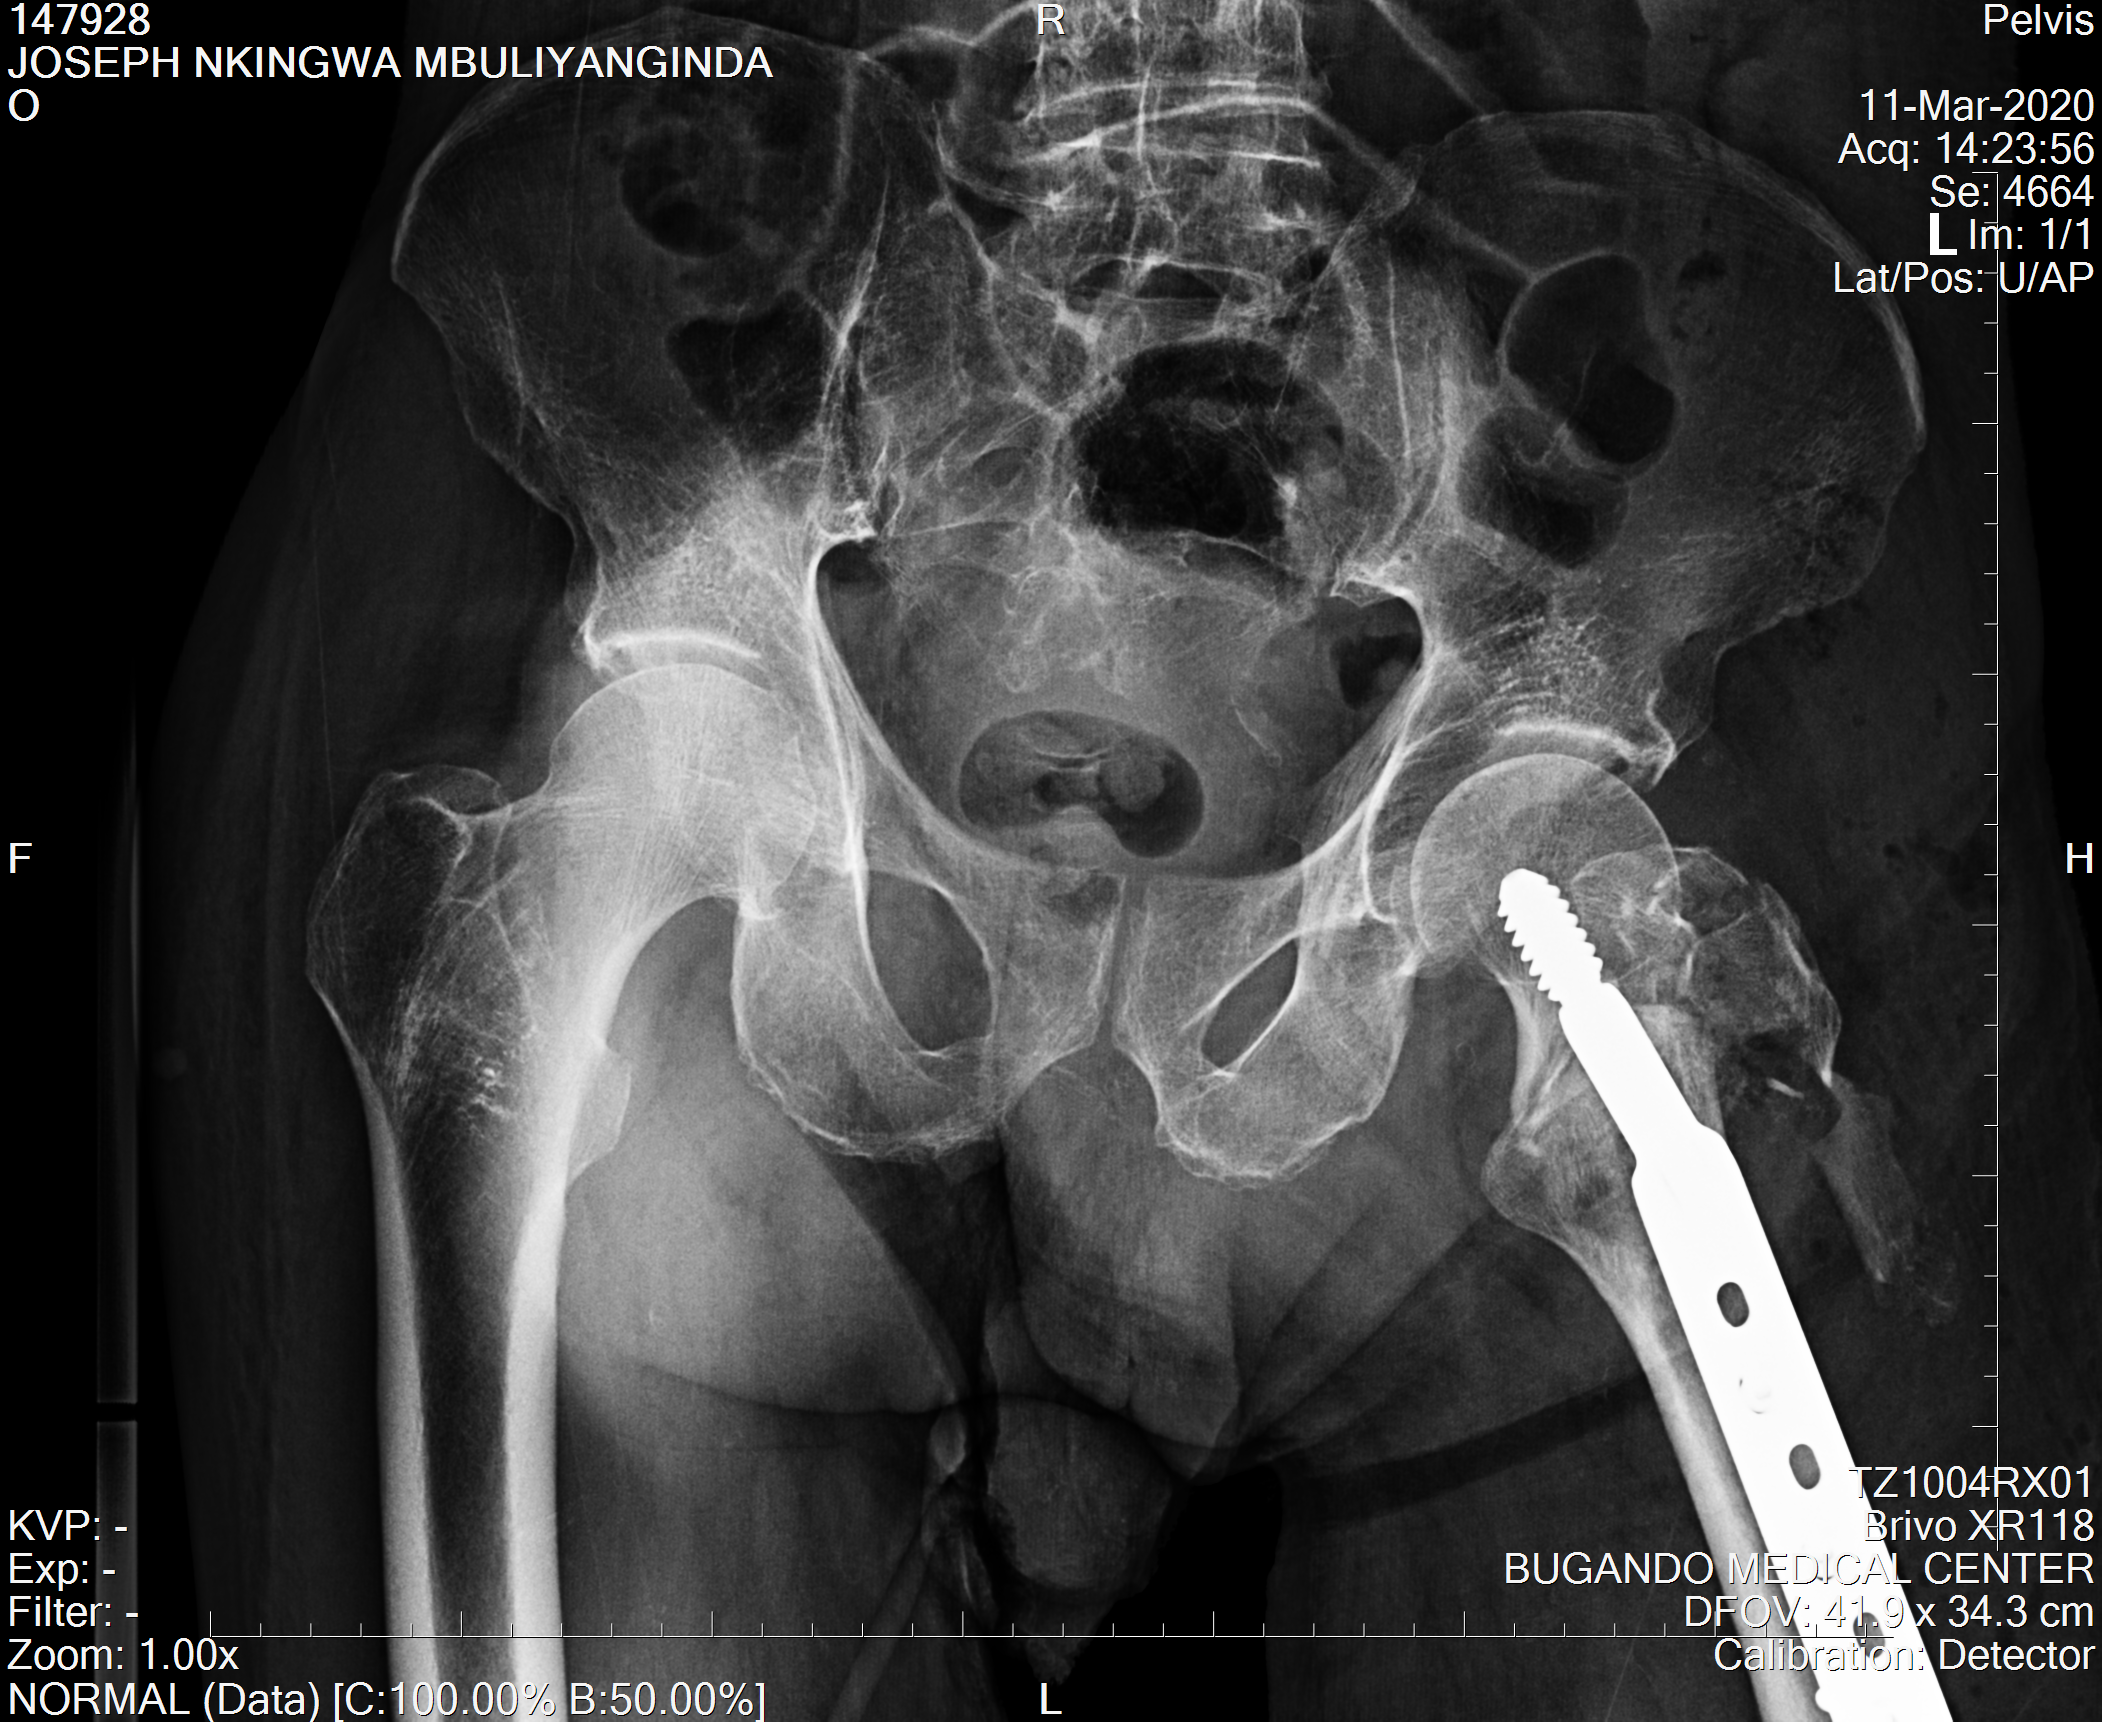 147928
JOSEPH NKINGWA MBULIYANGINDA
O
R
Pelvis
11-Mar-2020
Acq: 14:23:56
Se: 4664
L Im: 1/1
Lat/Pos: U/AP
F
H
KVP: -
Exp: -
Filter: -
Zoom: 1.00x
NORMAL (Data) [C:100.00% B:50.00%]
L
TZ1004RX01
Brivo XR118
BUGANDO MEDICAL CENTER
DFOV: 41.9 x 34.3 cm
Calibration: Detector